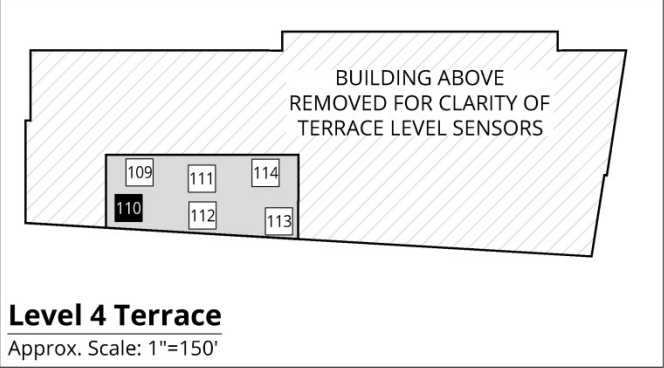 BUILDING ABOVE
REMOVED FOR CLARITY OF
TERRACE LEVEL SENSORS
109
111
114
110
112
113
Level 4 Terrace
Approx. Scale: 1"=150'